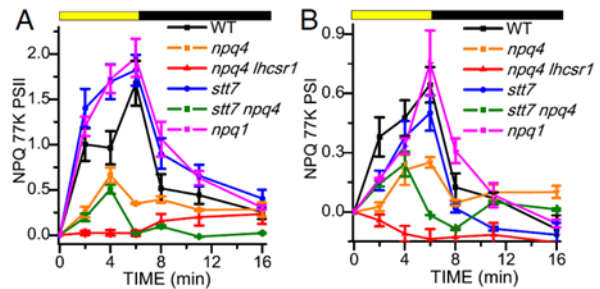 A
WT
npq4
npq4 lhcsr1
stt7
stt7 npq4
npq1
NPQ 77K PSII
2.0
1.5
1.0
0.5
0.0
0 4 8 12 16
TIME (min)
B
WT
npq4
npq4 lhcsr1
stt7
stt7 npq4
npq1
NPQ 77K PSI
0.9
0.6
0.3
0.0
0 4 8 12 16
TIME (min)